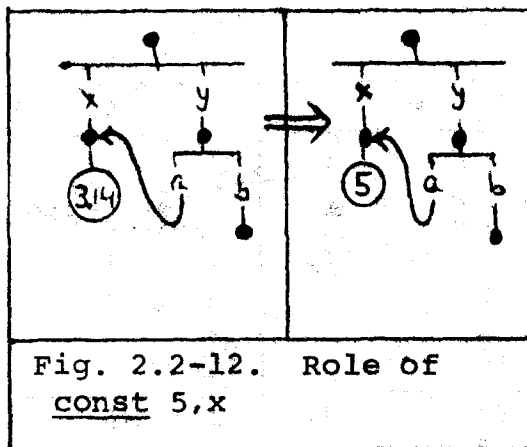 x y x y
3.14 a b 5 a b
Fig. 2.2-12. Role of
const 5,x